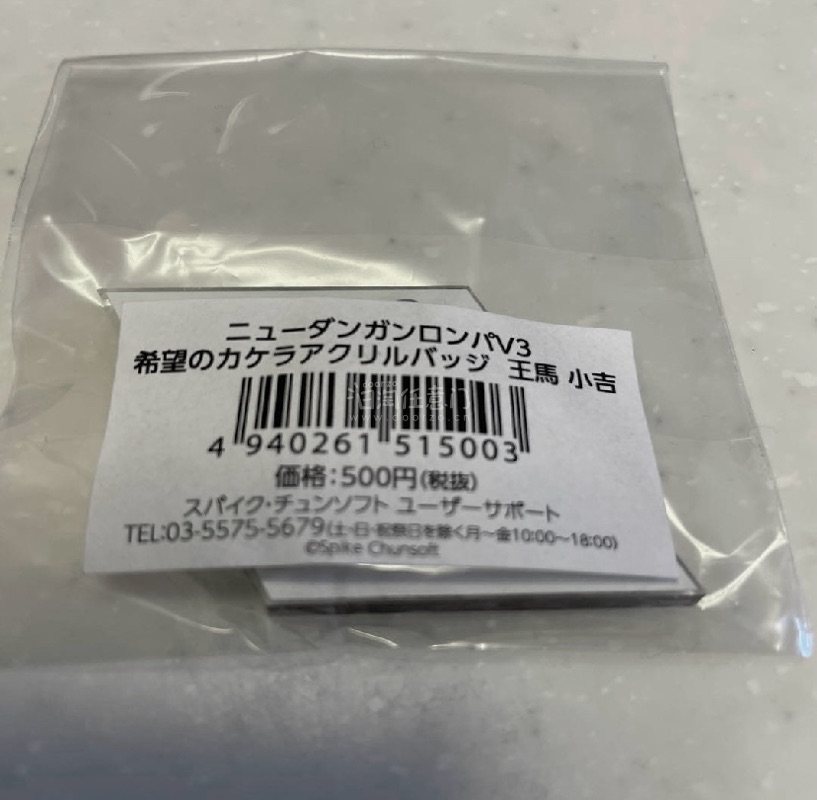 ニューダンガンロンパV3
希望のカケラアクリルバッジ 王馬 小吉
4 940261 515003
価格:500円(税抜)
スパイク・チュンソフト ユーザーサポート
TEL:03-5575-5679(土・日・祝祭日を除く月〜金10:00〜18:00)
©Spike Chunsoft
doorzo
www.doorzo.cn